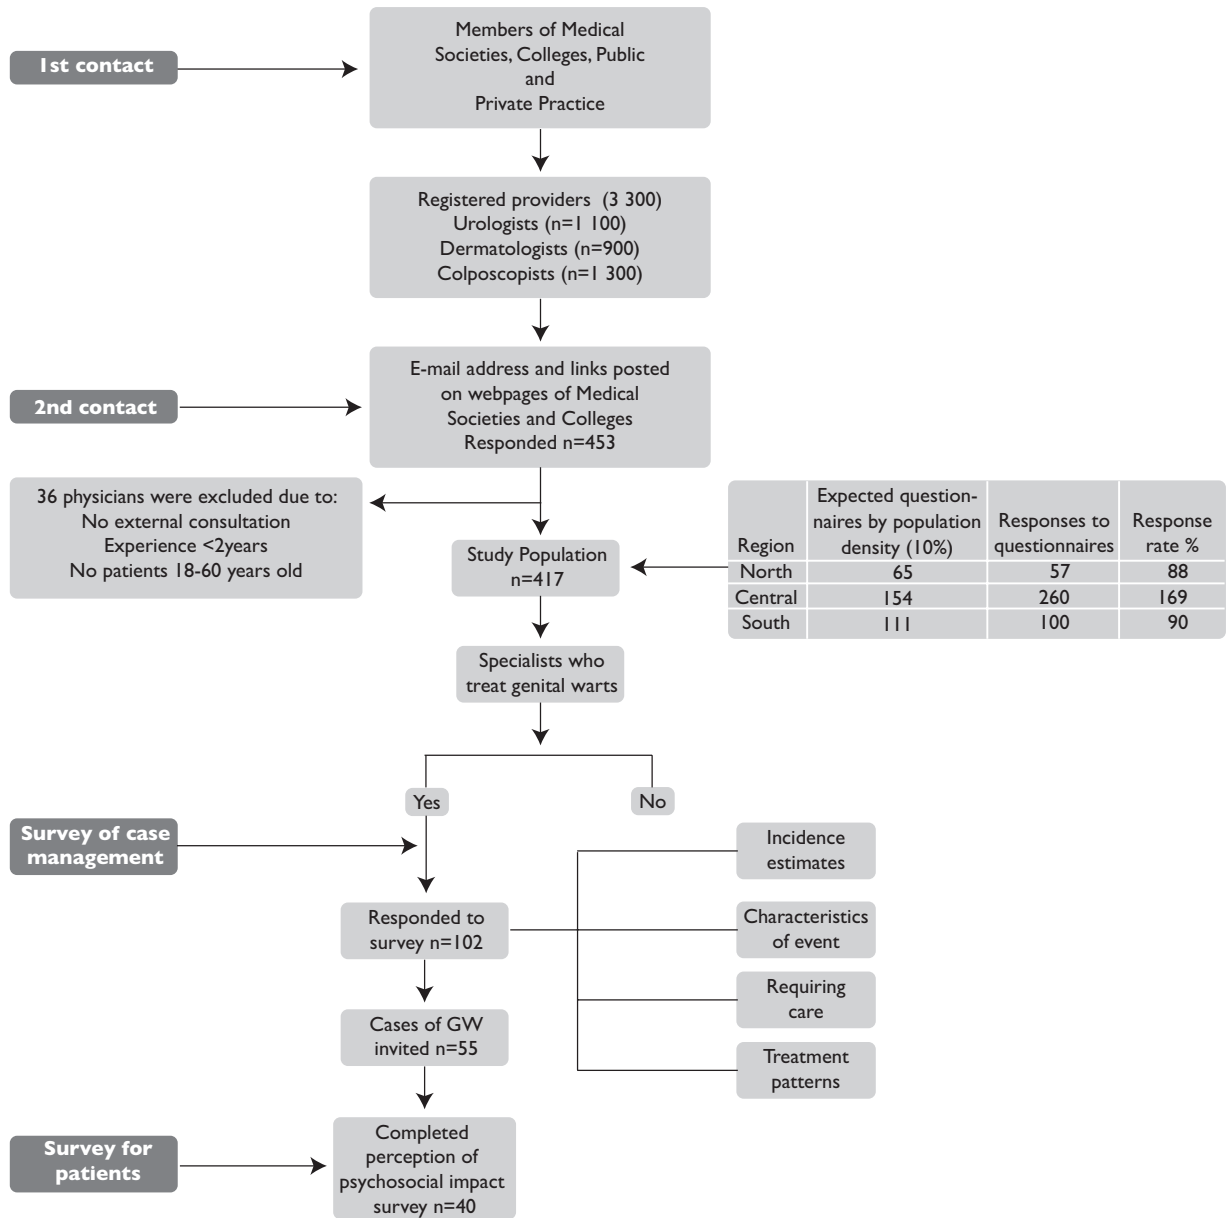 1st contact
Members of Medical
Societies, Colleges, Public
and
Private Practice
Registered providers (3 300)
Urologists (n=1 100)
Dermatologists (n=900)
Colposcopists (n=1 300)
2nd contact
E-mail address and links posted
on webpages of Medical
Societies and Colleges
Responded n=453
36 physicians were excluded due to:
No external consultation
Experience <2years
No patients 18-60 years old
Study Population
n=417
Region
Expected question-
naires by population
density (10%)
Responses to
questionnaires
Response
rate %
North 65 57 88
Central 154 260 169
South 111 100 90
Specialists who
treat genital warts
Yes
No
Survey of case
management
Responded to
survey n=102
Incidence
estimates
Characteristics
of event
Requiring
care
Treatment
patterns
Cases of GW
invited n=55
Survey for
patients
Completed
perception of
psychosocial impact
survey n=40